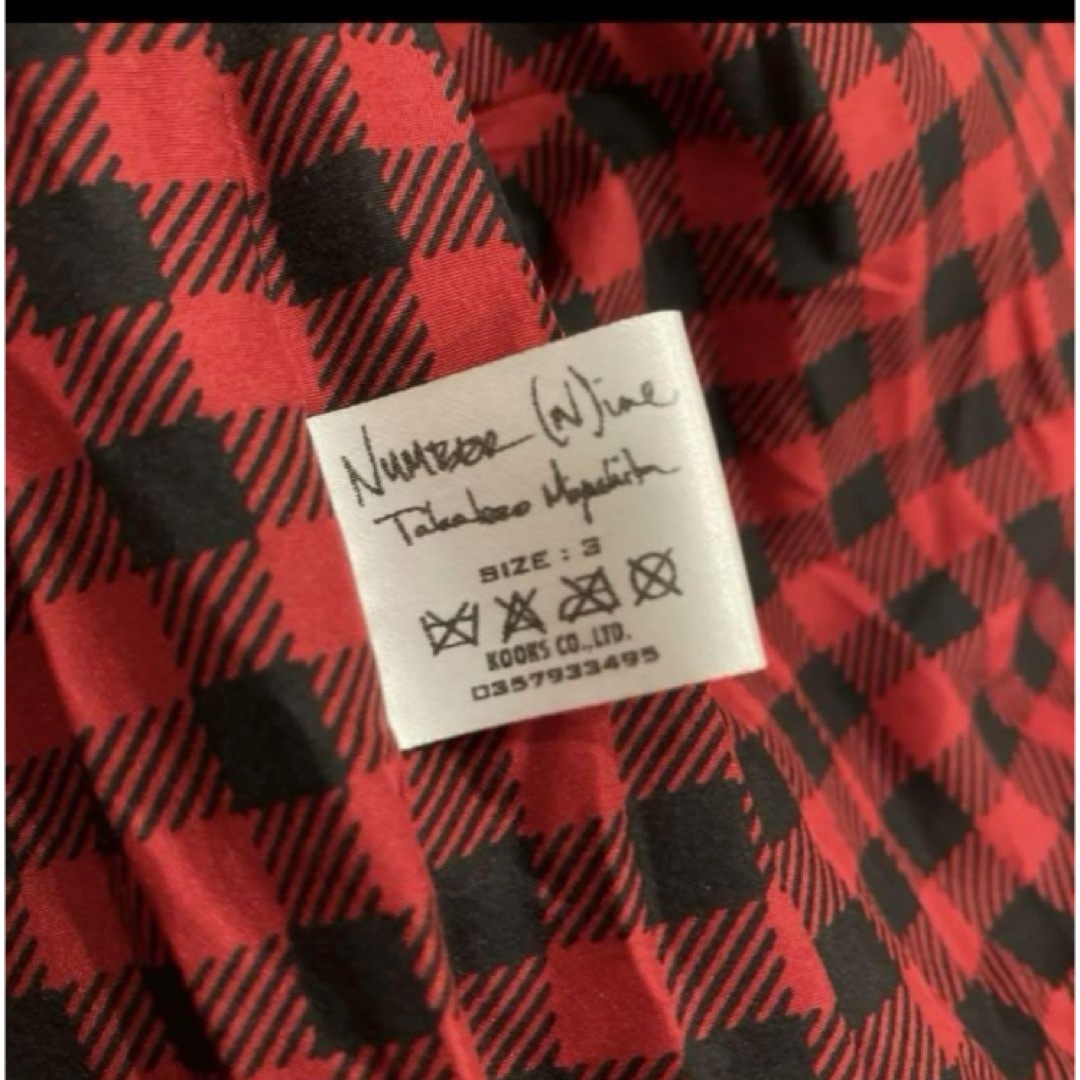 NUMBER (N)ine
Takahiro Miyashita
SIZE : 3
KOOKS CO.,LTD.
0357933495